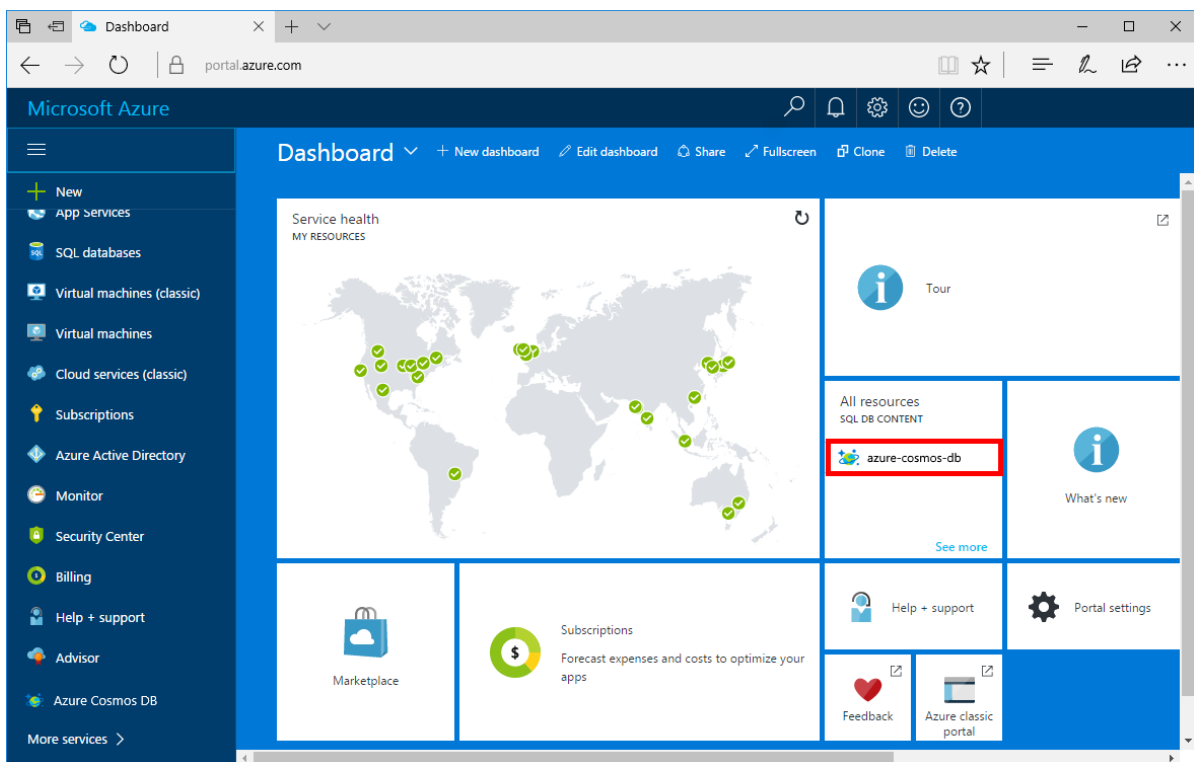 Dashboard
portal.azure.com
Microsoft Azure
Dashboard
New dashboard
Edit dashboard
Share
Fullscreen
Clone
Delete
New
App Services
SQL databases
Virtual machines (classic)
Virtual machines
Cloud services (classic)
Subscriptions
Azure Active Directory
Monitor
Security Center
Billing
Help + support
Advisor
Azure Cosmos DB
More services
Service health
MY RESOURCES
Tour
All resources
SQL DB CONTENT
azure-cosmos-db
See more
What's new
Marketplace
Subscriptions
Forecast expenses and costs to optimize your
apps
Help + support
Portal settings
Feedback
Azure classic
portal